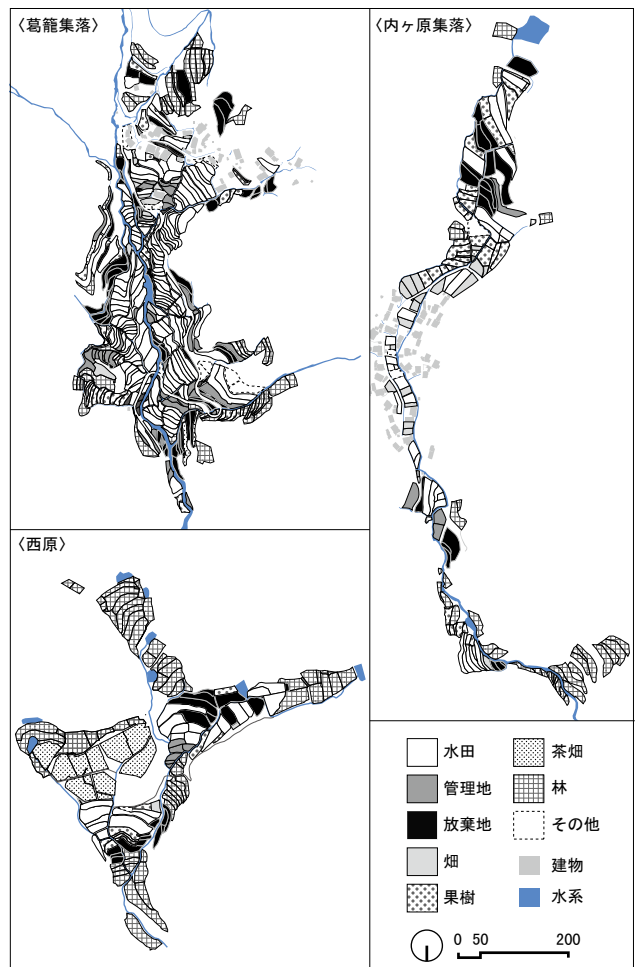 〈葛籠集落〉
〈内ヶ原集落〉
〈西原〉
水田
管理地
放棄地
畑
果樹
茶畑
林
その他
建物
水系
0 50 200